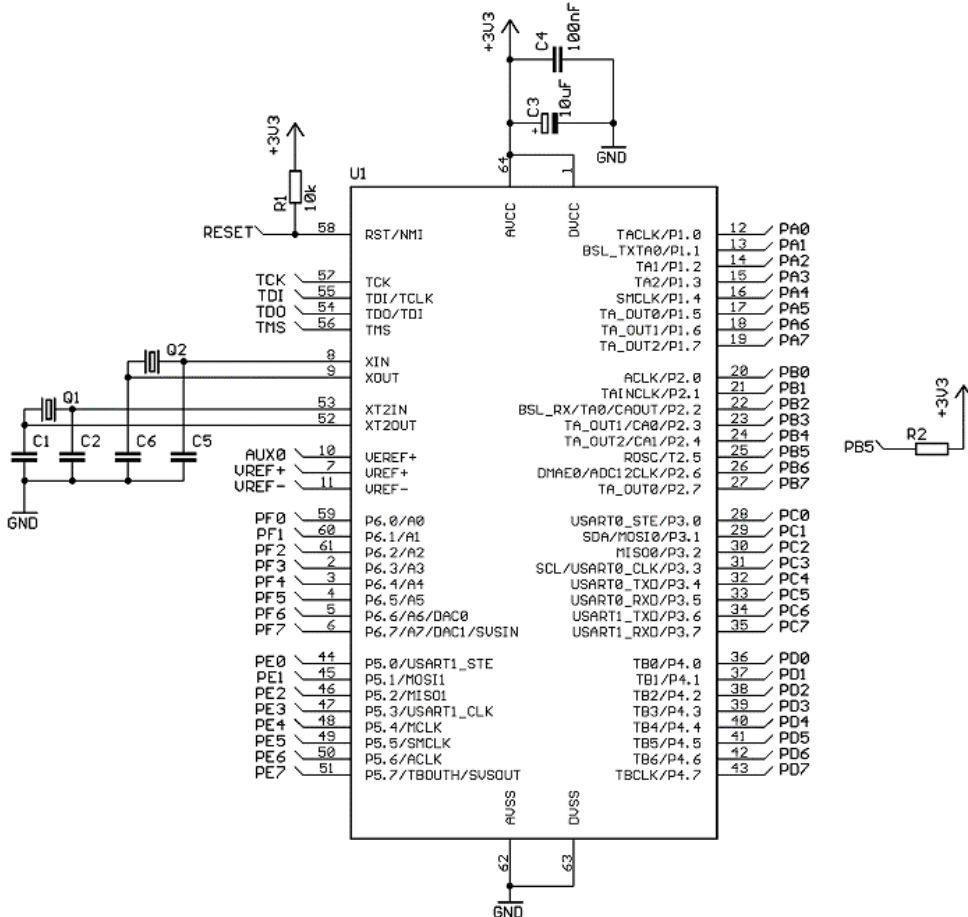 +3V3
C4
100nF
C3
10uF
+
GND
64
1
+3V3
R1
10k
U1
AVCC
DVCC
RESET 58 RST/NMI
TCK 57 TCK
TDI 55 TDI/TCLK
TDO 54 TDO/TDI
TMS 56 TMS
Q2
8 XIN
9 XOUT
Q1
53 XT2IN
52 XT2OUT
C1 C2 C6 C5
GND
AUX0 10 VEREF+
VREF+ 7 VREF+
VREF- 11 VREF-
PF0 59 P6.0/A0
PF1 60 P6.1/A1
PF2 61 P6.2/A2
PF3 2 P6.3/A3
PF4 3 P6.4/A4
PF5 4 P6.5/A5
PF6 5 P6.6/A6/DAC0
PF7 6 P6.7/A7/DAC1/SVSIN
PE0 44 P5.0/USART1_STE
PE1 45 P5.1/MOSI1
PE2 46 P5.2/MISO1
PE3 47 P5.3/USART1_CLK
PE4 48 P5.4/MCLK
PE5 49 P5.5/SMCLK
PE6 50 P5.6/ACLK
PE7 51 P5.7/TBOUTH/SVSOUT
TACLK/P1.0 12 PA0
BSL_TXTA0/P1.1 13 PA1
TA1/P1.2 14 PA2
TA2/P1.3 15 PA3
SMCLK/P1.4 16 PA4
TA_OUT0/P1.5 17 PA5
TA_OUT1/P1.6 18 PA6
TA_OUT2/P1.7 19 PA7
ACLK/P2.0 20 PB0
TAINCLK/P2.1 21 PB1
BSL_RX/TA0/CAOUT/P2.2 22 PB2
TA_OUT1/CA0/P2.3 23 PB3
TA_OUT2/CA1/P2.4 24 PB4
ROSC/T2.5 25 PB5
DMAE0/ADC12CLK/P2.6 26 PB6
TA_OUT0/P2.7 27 PB7
USART0_STE/P3.0 28 PC0
SDA/MOSI0/P3.1 29 PC1
MISO0/P3.2 30 PC2
SCL/USART0_CLK/P3.3 31 PC3
USART0_TXD/P3.4 32 PC4
USART0_RXD/P3.5 33 PC5
USART1_TXD/P3.6 34 PC6
USART1_RXD/P3.7 35 PC7
TB0/P4.0 36 PD0
TB1/P4.1 37 PD1
TB2/P4.2 38 PD2
TB3/P4.3 39 PD3
TB4/P4.4 40 PD4
TB5/P4.5 41 PD5
TB6/P4.6 42 PD6
TBCLK/P4.7 43 PD7
AVSS
DVSS
62
63
GND
+3V3
PB5 R2